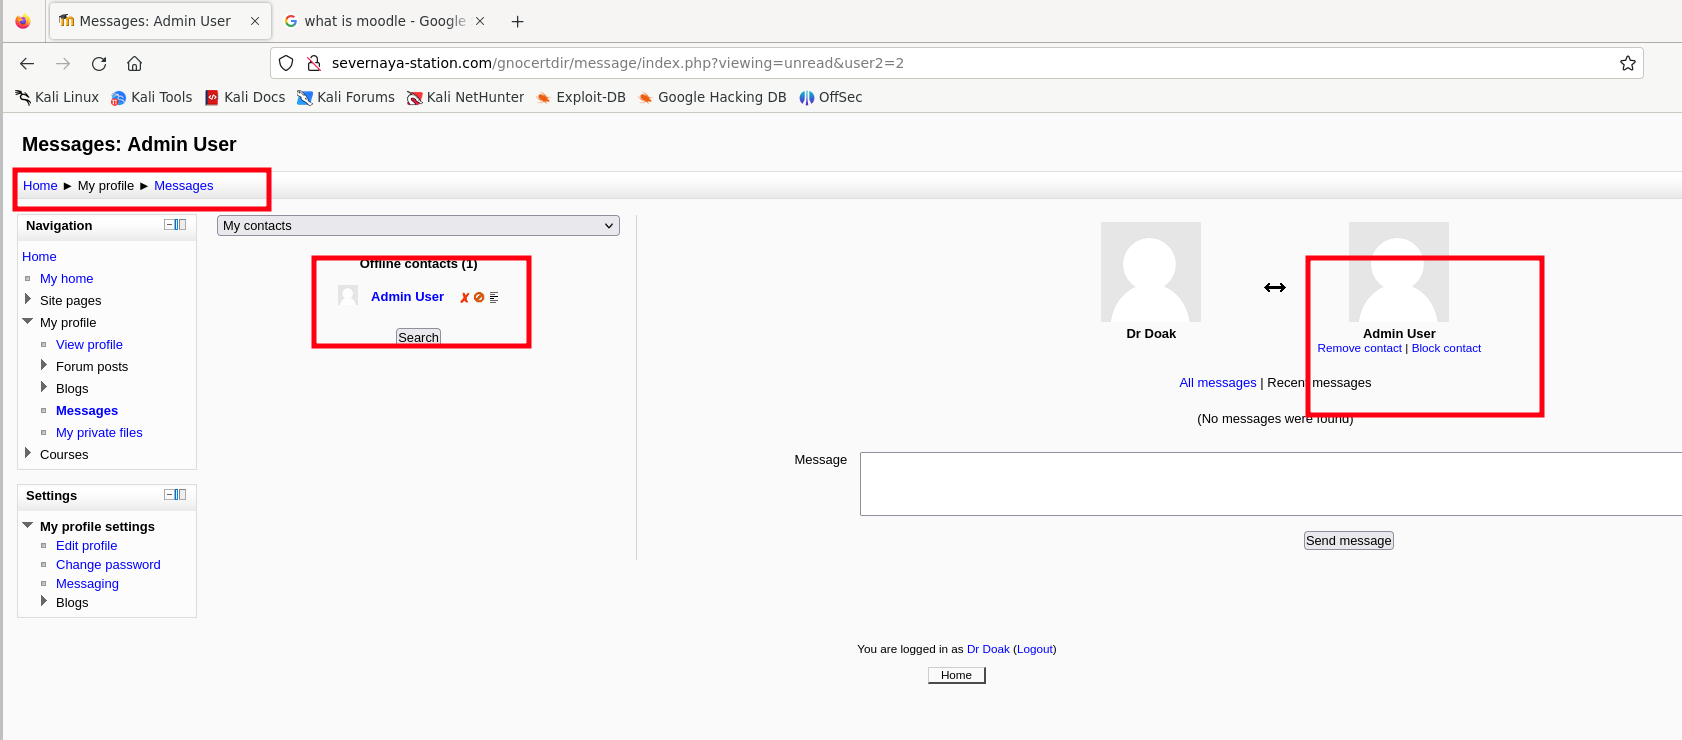 Messages: Admin User
what is moodle - Google
severnaya-station.com/gnocertdir/message/index.php?viewing=unread&user2=2
Kali Linux Kali Tools Kali Docs Kali Forums Kali NetHunter Exploit-DB Google Hacking DB OffSec
Messages: Admin User
Home ► My profile ► Messages
Navigation
Home
My home
Site pages
My profile
View profile
Forum posts
Blogs
Messages
My private files
Courses
Settings
My profile settings
Edit profile
Change password
Messaging
Blogs
My contacts
Offline contacts (1)
Admin User
Search
Dr Doak
Admin User
Remove contact | Block contact
All messages | Recent messages
(No messages were found)
Message
Send message
You are logged in as Dr Doak (Logout)
Home